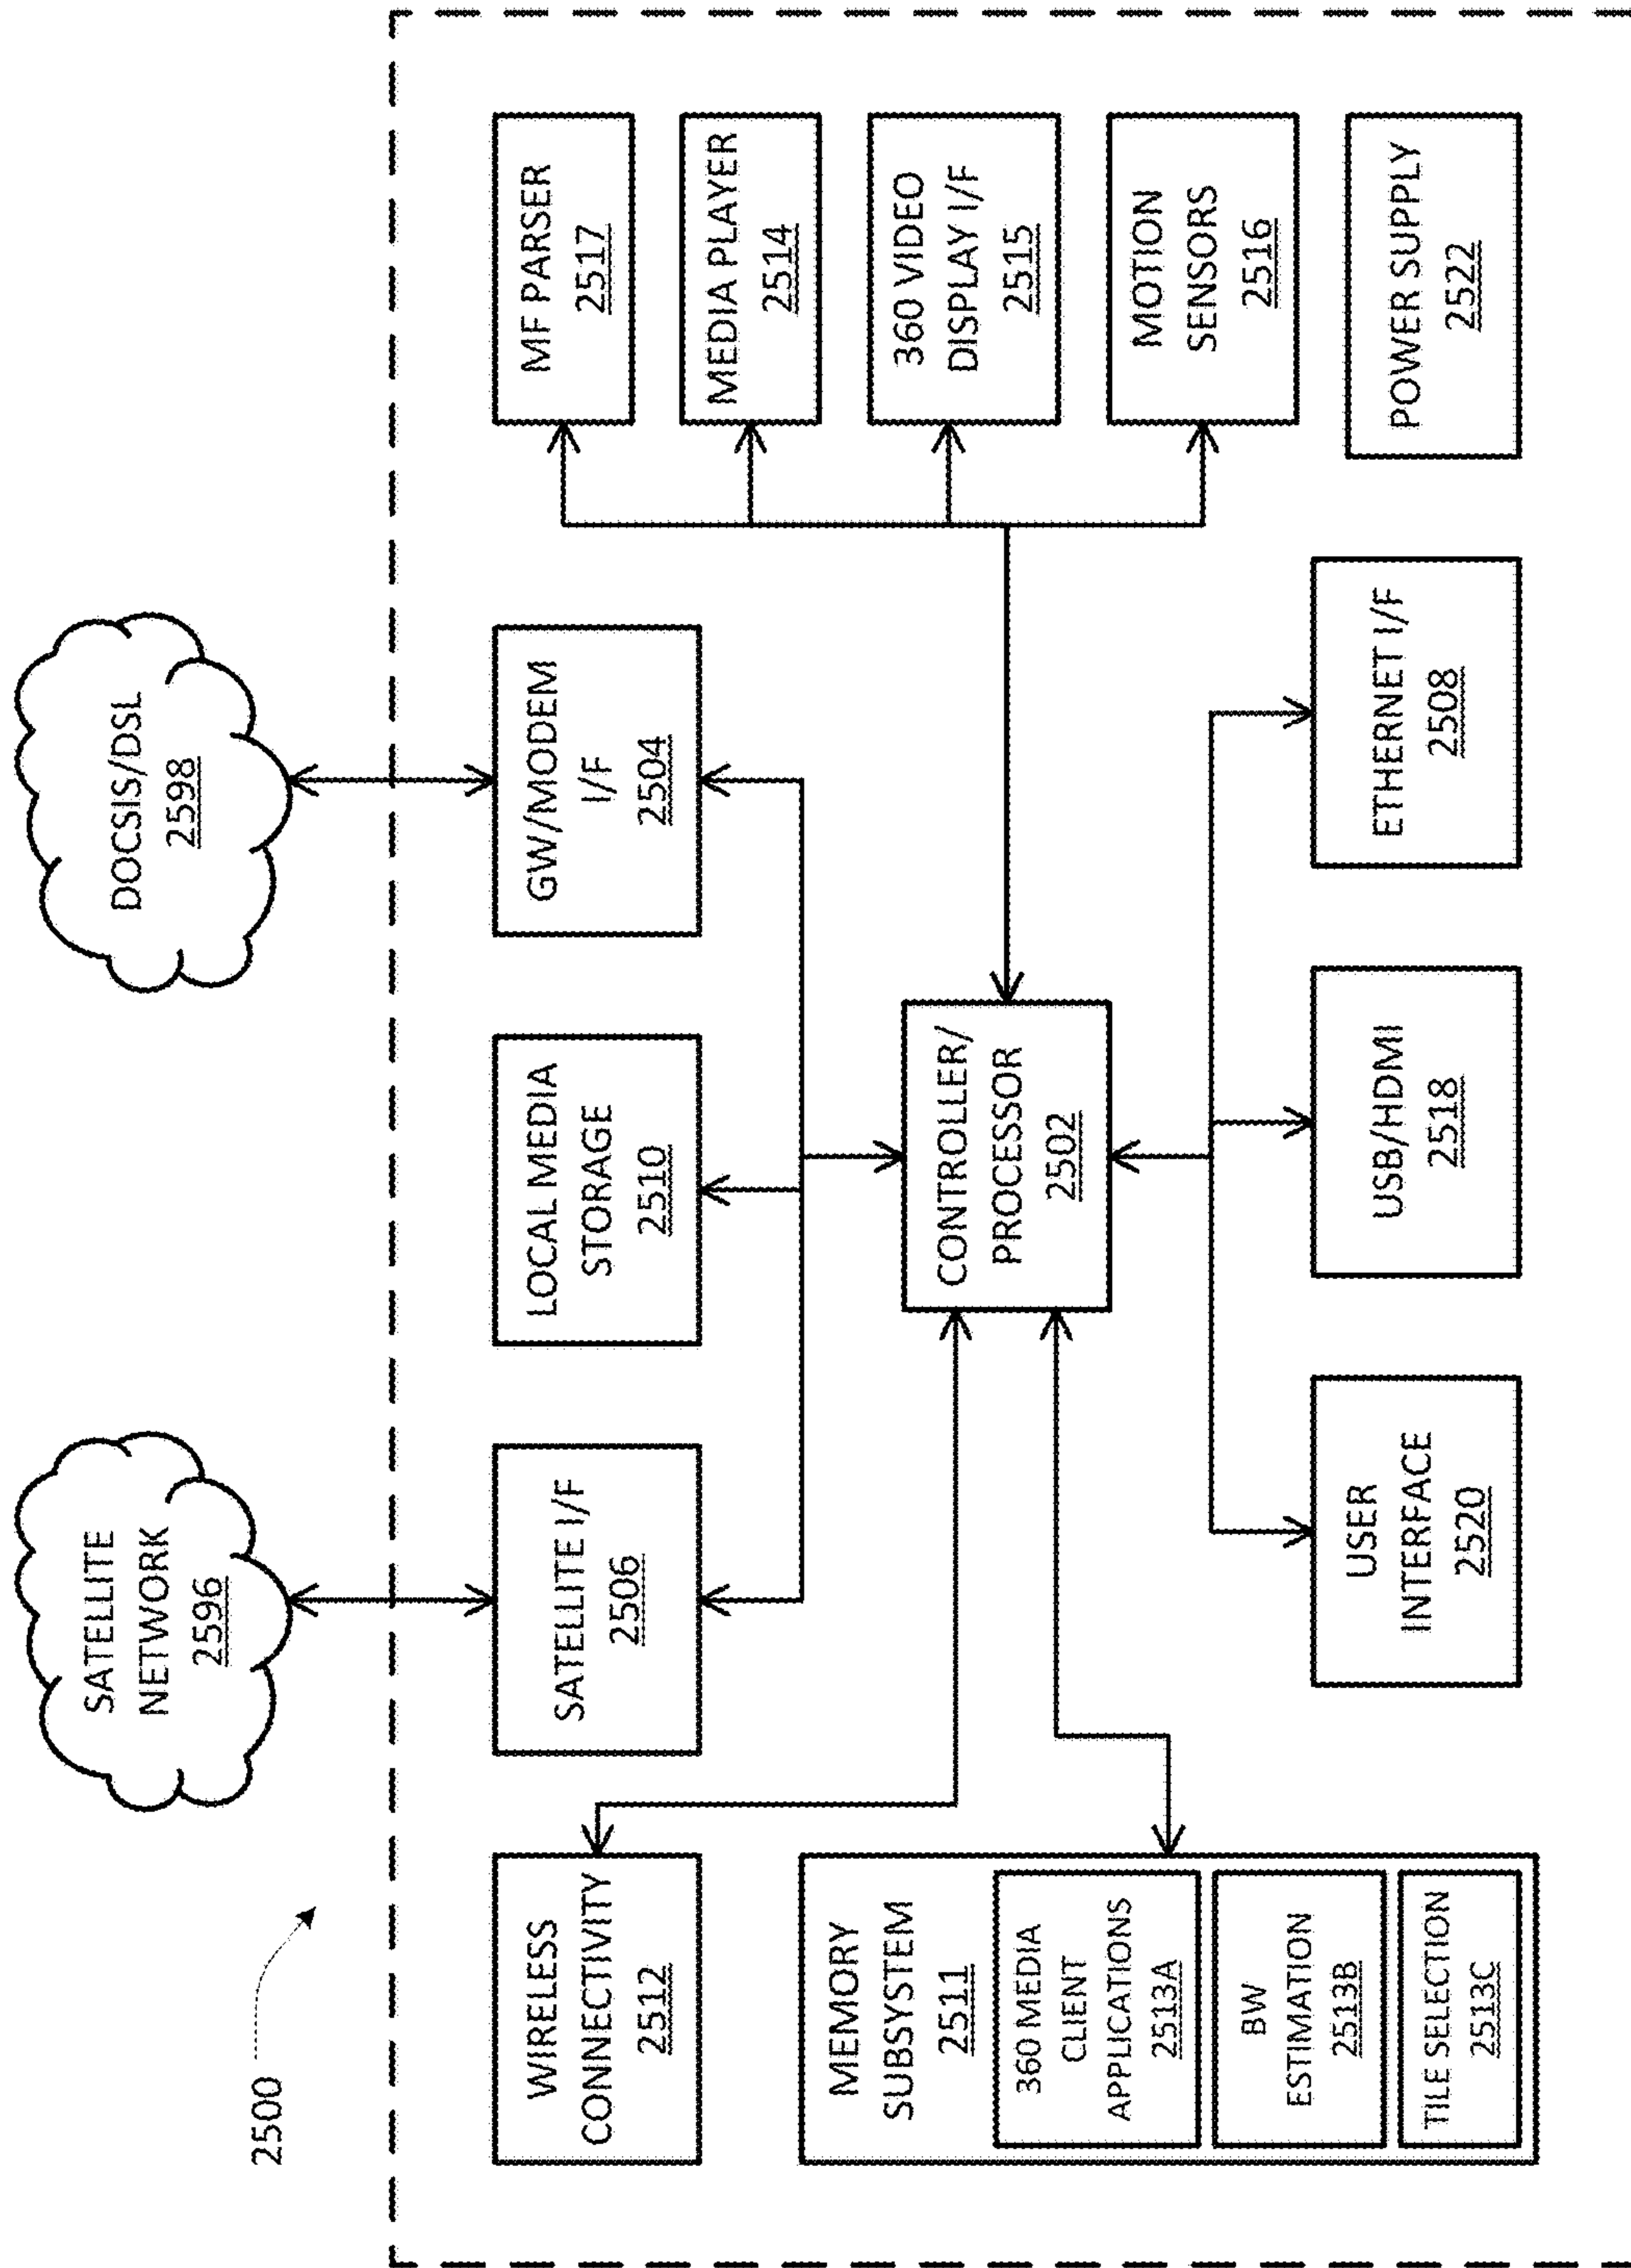 2500
SATELLITE
NETWORK
2596
DOCSIS/DSL
2598
WIRELESS
CONNECTIVITY
2512
SATELLITE I/F
2506
LOCAL MEDIA
STORAGE
2510
GW/MODEM
I/F
2504
MF PARSER
2517
MEDIA PLAYER
2514
360 VIDEO
DISPLAY I/F
2515
MOTION
SENSORS
2516
POWER SUPPLY
2522
CONTROLLER/
PROCESSOR
2502
MEMORY
SUBSYSTEM
2511
360 MEDIA
CLIENT
APPLICATIONS
2513A
BW
ESTIMATION
2513B
TILE SELECTION
2513C
USER
INTERFACE
2520
USB/HDMI
2518
ETHERNET I/F
2508